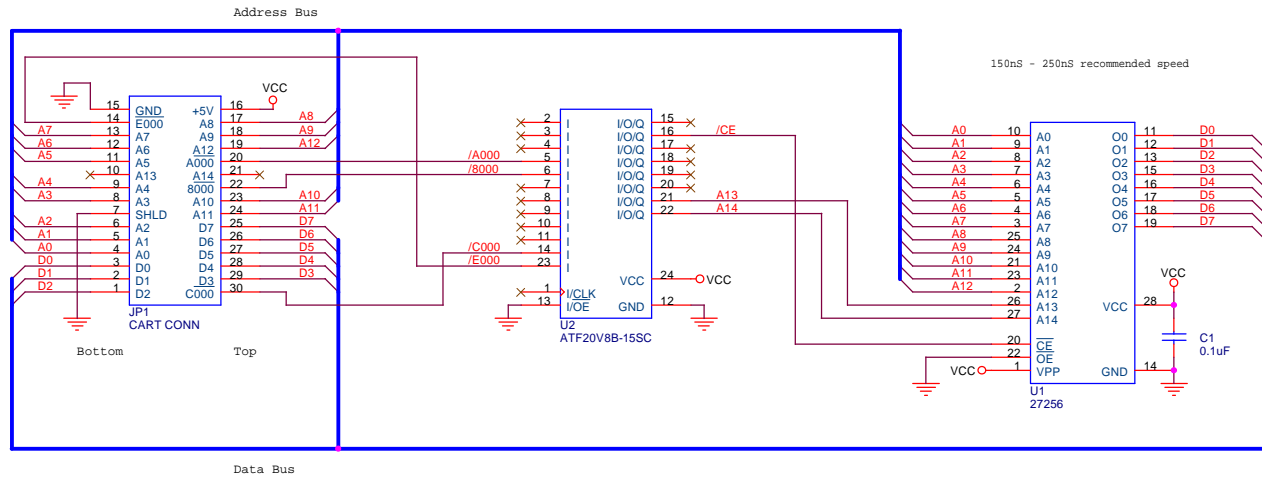 Address Bus
150nS - 250nS recommended speed
VCC
15 GND +5V 16
14 E000 A8 17 A8
A7 13 A7 A9 18 A9
A6 12 A6 A12 19 A12
A5 11 A5 A000 20 /A000
10 A13 A14 21
A4 9 A4 8000 22 /8000
A3 8 A3 A10 23 A10
7 SHLD A11 24 A11
A2 6 A2 D7 25 D7
A1 5 A1 D6 26 D6
A0 4 A0 D5 27 D5
D0 3 D0 D4 28 D4
D1 2 D1 D3 29 D3
D2 1 D2 C000 30
/C000
/E000
JP1
CART CONN
Bottom Top
2 I I/O/Q 15
3 I I/O/Q 16 /CE
4 I I/O/Q 17
5 I I/O/Q 18
6 I I/O/Q 19
7 I I/O/Q 20
8 I I/O/Q 21 A13
9 I I/O/Q 22 A14
10 I
11 I
14 I
23 I
VCC 24 VCC
1 I/CLK
13 I/OE GND 12
U2
ATF20V8B-15SC
A0 10 A0 O0 11 D0
A1 9 A1 O1 12 D1
A2 8 A2 O2 13 D2
A3 7 A3 O3 15 D3
A4 6 A4 O4 16 D4
A5 5 A5 O5 17 D5
A6 4 A6 O6 18 D6
A7 3 A7 O7 19 D7
A8 25 A8
A9 24 A9
A10 21 A10
A11 23 A11
A12 2 A12
26 A13 VCC 28 VCC
27 A14
20 CE
22 OE
VCC 1 VPP GND 14
C1
0.1uF
U1
27256
Data Bus